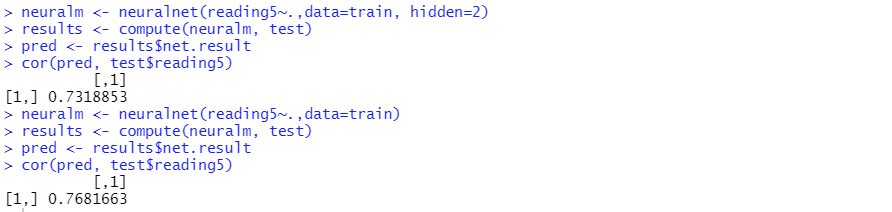 > neuralm <- neuralnet(reading5~.,data=train, hidden=2)
> results <- compute(neuralm, test)
> pred <- results$net.result
> cor(pred, test$reading5)
          [,1]
[1,] 0.7318853
> neuralm <- neuralnet(reading5~.,data=train)
> results <- compute(neuralm, test)
> pred <- results$net.result
> cor(pred, test$reading5)
          [,1]
[1,] 0.7681663